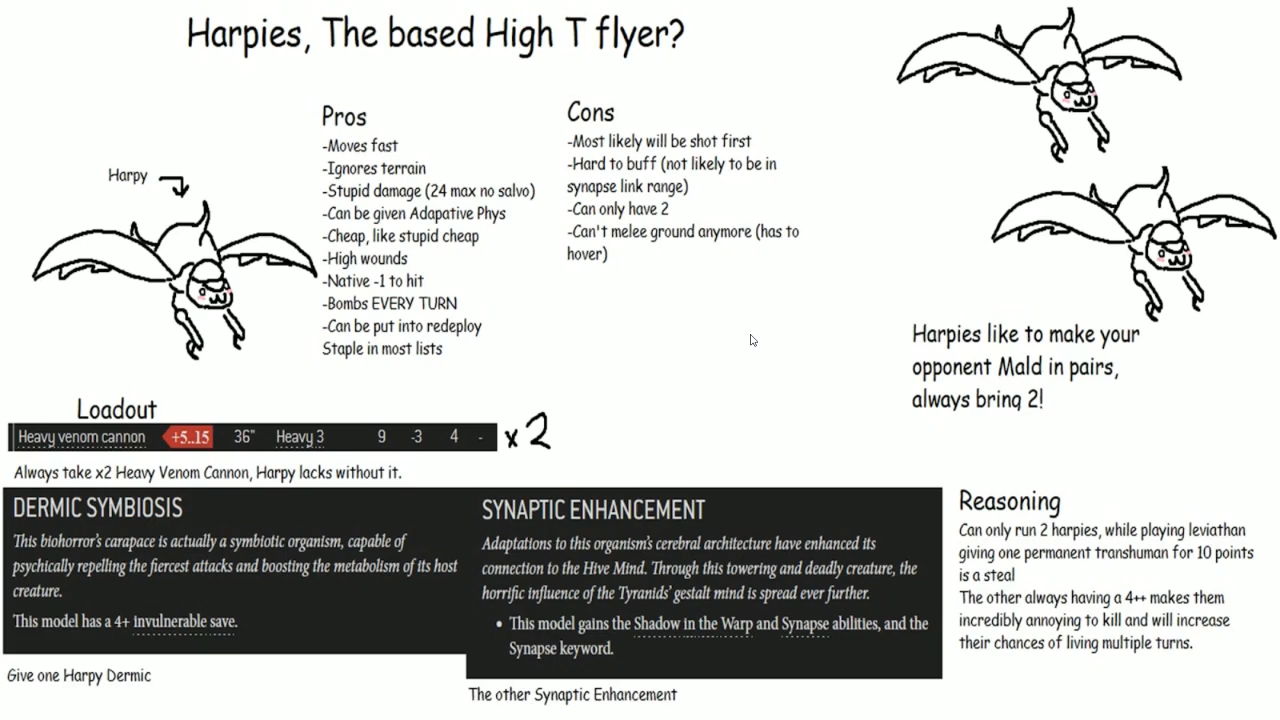 Harpies, The based High T flyer?
Harpy
Pros
-Moves fast
-Ignores terrain
-Stupid damage (24 max no salvo)
-Can be given Adapative Phys
-Cheap, like stupid cheap
-High wounds
-Native -1 to hit
-Bombs EVERY TURN
-Can be put into redeploy
Staple in most lists
Cons
-Most likely will be shot first
-Hard to buff (not likely to be in
synapse link range)
-Can only have 2
-Can't melee ground anymore (has to
hover)
Harpies like to make your
opponent Mald in pairs,
always bring 2!
Loadout
Heavy venom cannon +5..15 36" Heavy 3 9 -3 4 - x2
Always take x2 Heavy Venom Cannon, Harpy lacks without it.
DERMIC SYMBIOSIS
This biohorror's carapace is actually a symbiotic organism, capable of
psychically repelling the fiercest attacks and boosting the metabolism of its host
creature.
This model has a 4+ invulnerable save.
Give one Harpy Dermic
SYNAPTIC ENHANCEMENT
Adaptations to this organism's cerebral architecture have enhanced its
connection to the Hive Mind. Through this towering and deadly creature, the
horrific influence of the Tyranids' gestalt mind is spread ever further.
• This model gains the Shadow in the Warp and Synapse abilities, and the
Synapse keyword.
The other Synaptic Enhancement
Reasoning
Can only run 2 harpies, while playing leviathan
giving one permanent transhuman for 10 points
is a steal
The other always having a 4++ makes them
incredibly annoying to kill and will increase
their chances of living multiple turns.